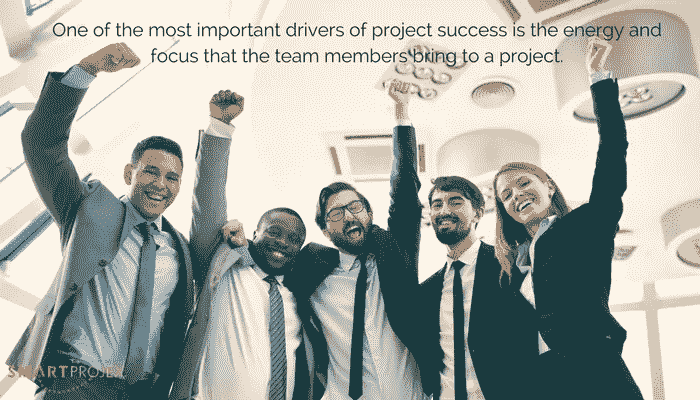 One of the most important drivers of project success is the energy and
focus that the team members bring to a project.
SMARTPROJEX